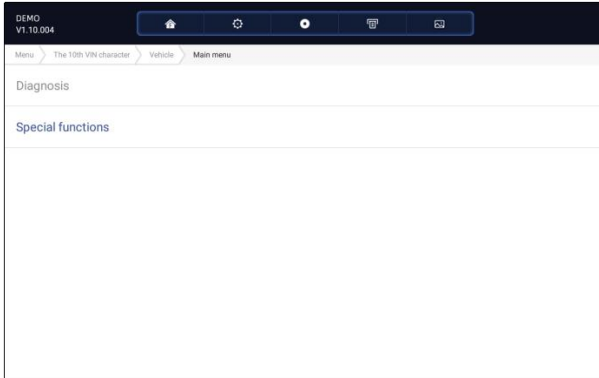 DEMO
V1.10.004
Menu The 10th VIN character Vehicle Main menu
Diagnosis
Special functions